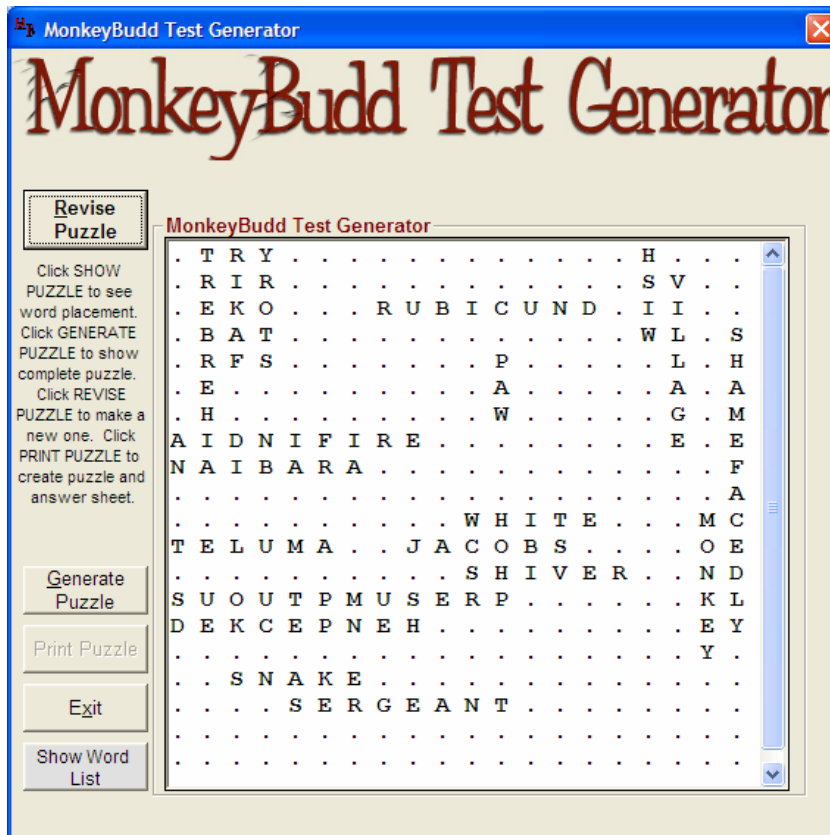 MonkeyBudd Test Generator
MonkeyBudd Test Generator
Revise
Puzzle
Click SHOW
PUZZLE to see
word placement.
Click GENERATE
PUZZLE to show
complete puzzle.
Click REVISE
PUZZLE to make a
new one. Click
PRINT PUZZLE to
create puzzle and
answer sheet.
Generate
Puzzle
Print Puzzle
Exit
Show Word
List
MonkeyBudd Test Generator
. T R Y . . . . . . . . . . . . H . . .
. R I R . . . . . . . . . . . . S V . .
. E K O . . . R U B I C U N D . I I . .
. B A T . . . . . . . . . . . . W L . S
. R F S . . . . . . . P . . . . . L . H
. E . . . . . . . . . A . . . . . A . A
. H . . . . . . . . . W . . . . . G . M
A I D N I F I R E . . . . . . . . E . E
N A I B A R A . . . . . . . . . . . . F
. . . . . . . . . . . . . . . . . . . A
. . . . . . . . . . W H I T E . . . M C
T E L U M A . . J A C O B S . . . . O E
. . . . . . . . . . S H I V E R . . N D
S U O U T P M U S E R P . . . . . . K L
D E K C E P N E H . . . . . . . . . E Y
. . . . . . . . . . . . . . . . . . Y .
. . S N A K E . . . . . . . . . . . . .
. . . . S E R G E A N T . . . . . . . .
. . . . . . . . . . . . . . . . . . . .
. . . . . . . . . . . . . . . . . . . .